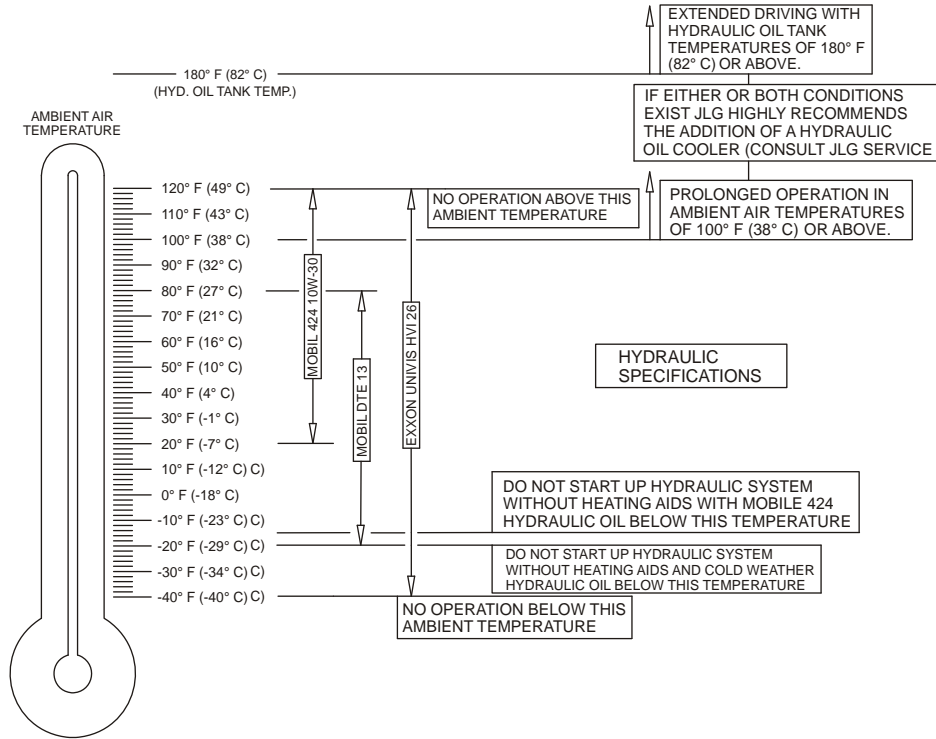 EXTENDED DRIVING WITH
HYDRAULIC OIL TANK
TEMPERATURES OF 180° F
(82° C) OR ABOVE.
180° F (82° C)
(HYD. OIL TANK TEMP.)
IF EITHER OR BOTH CONDITIONS
EXIST JLG HIGHLY RECOMMENDS
THE ADDITION OF A HYDRAULIC
OIL COOLER (CONSULT JLG SERVICE
AMBIENT AIR
TEMPERATURE
120° F (49° C)
110° F (43° C)
100° F (38° C)
90° F (32° C)
80° F (27° C)
70° F (21° C)
60° F (16° C)
50° F (10° C)
40° F (4° C)
30° F (-1° C)
20° F (-7° C)
10° F (-12° C) C)
0° F (-18° C)
-10° F (-23° C) C)
-20° F (-29° C) C)
-30° F (-34° C) C)
-40° F (-40° C) C)
MOBIL 424 10W-30
MOBIL DTE 13
EXXON UNIVIS HVI 26
NO OPERATION ABOVE THIS
AMBIENT TEMPERATURE
PROLONGED OPERATION IN
AMBIENT AIR TEMPERATURES
OF 100° F (38° C) OR ABOVE.
HYDRAULIC
SPECIFICATIONS
DO NOT START UP HYDRAULIC SYSTEM
WITHOUT HEATING AIDS WITH MOBILE 424
HYDRAULIC OIL BELOW THIS TEMPERATURE
DO NOT START UP HYDRAULIC SYSTEM
WITHOUT HEATING AIDS AND COLD WEATHER
HYDRAULIC OIL BELOW THIS TEMPERATURE
NO OPERATION BELOW THIS
AMBIENT TEMPERATURE